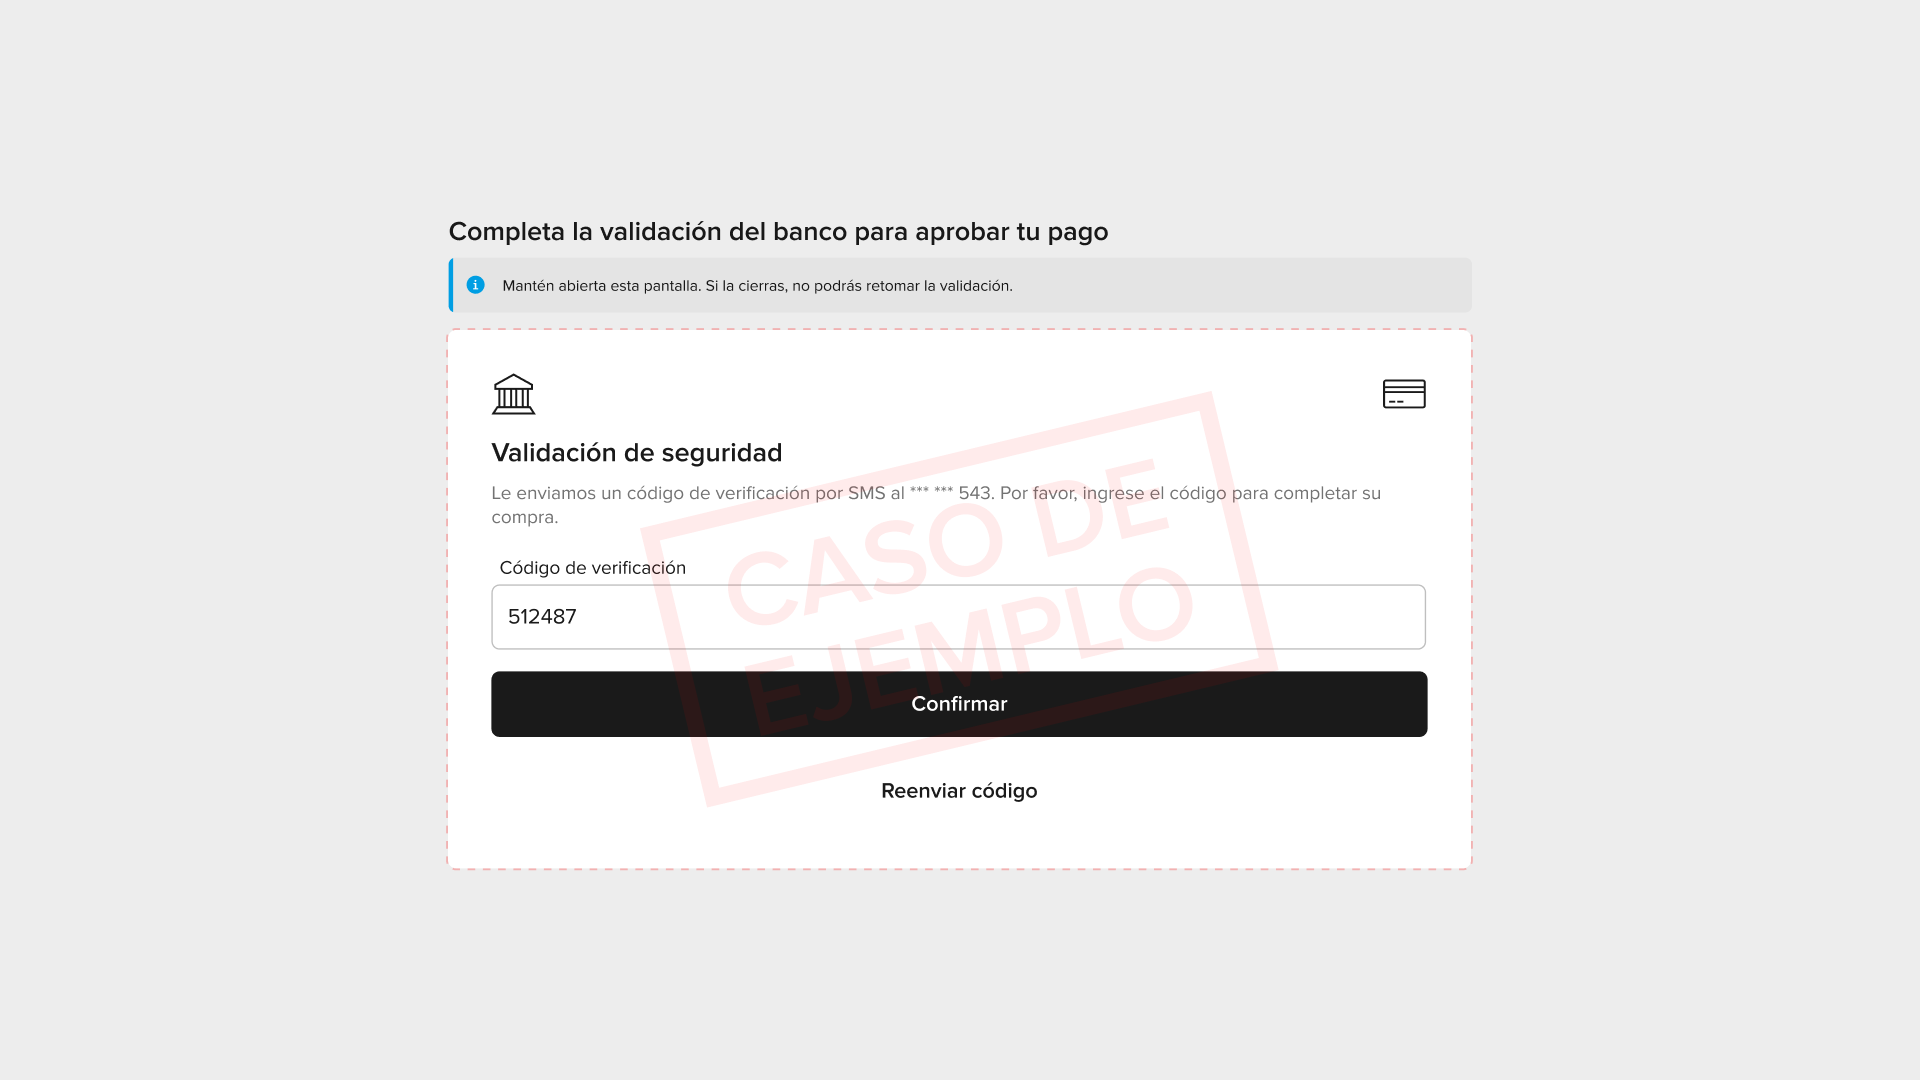 Completa la validación del banco para aprobar tu pago
Mantén abierta esta pantalla. Si la cierras, no podrás retomar la validación.
Validación de seguridad
Le enviamos un código de verificación por SMS al *** *** 543. Por favor, ingrese el código para completar su
compra.
Código de verificación
512487
Confirmar
Reenviar código
CASO DE
EJEMPLO